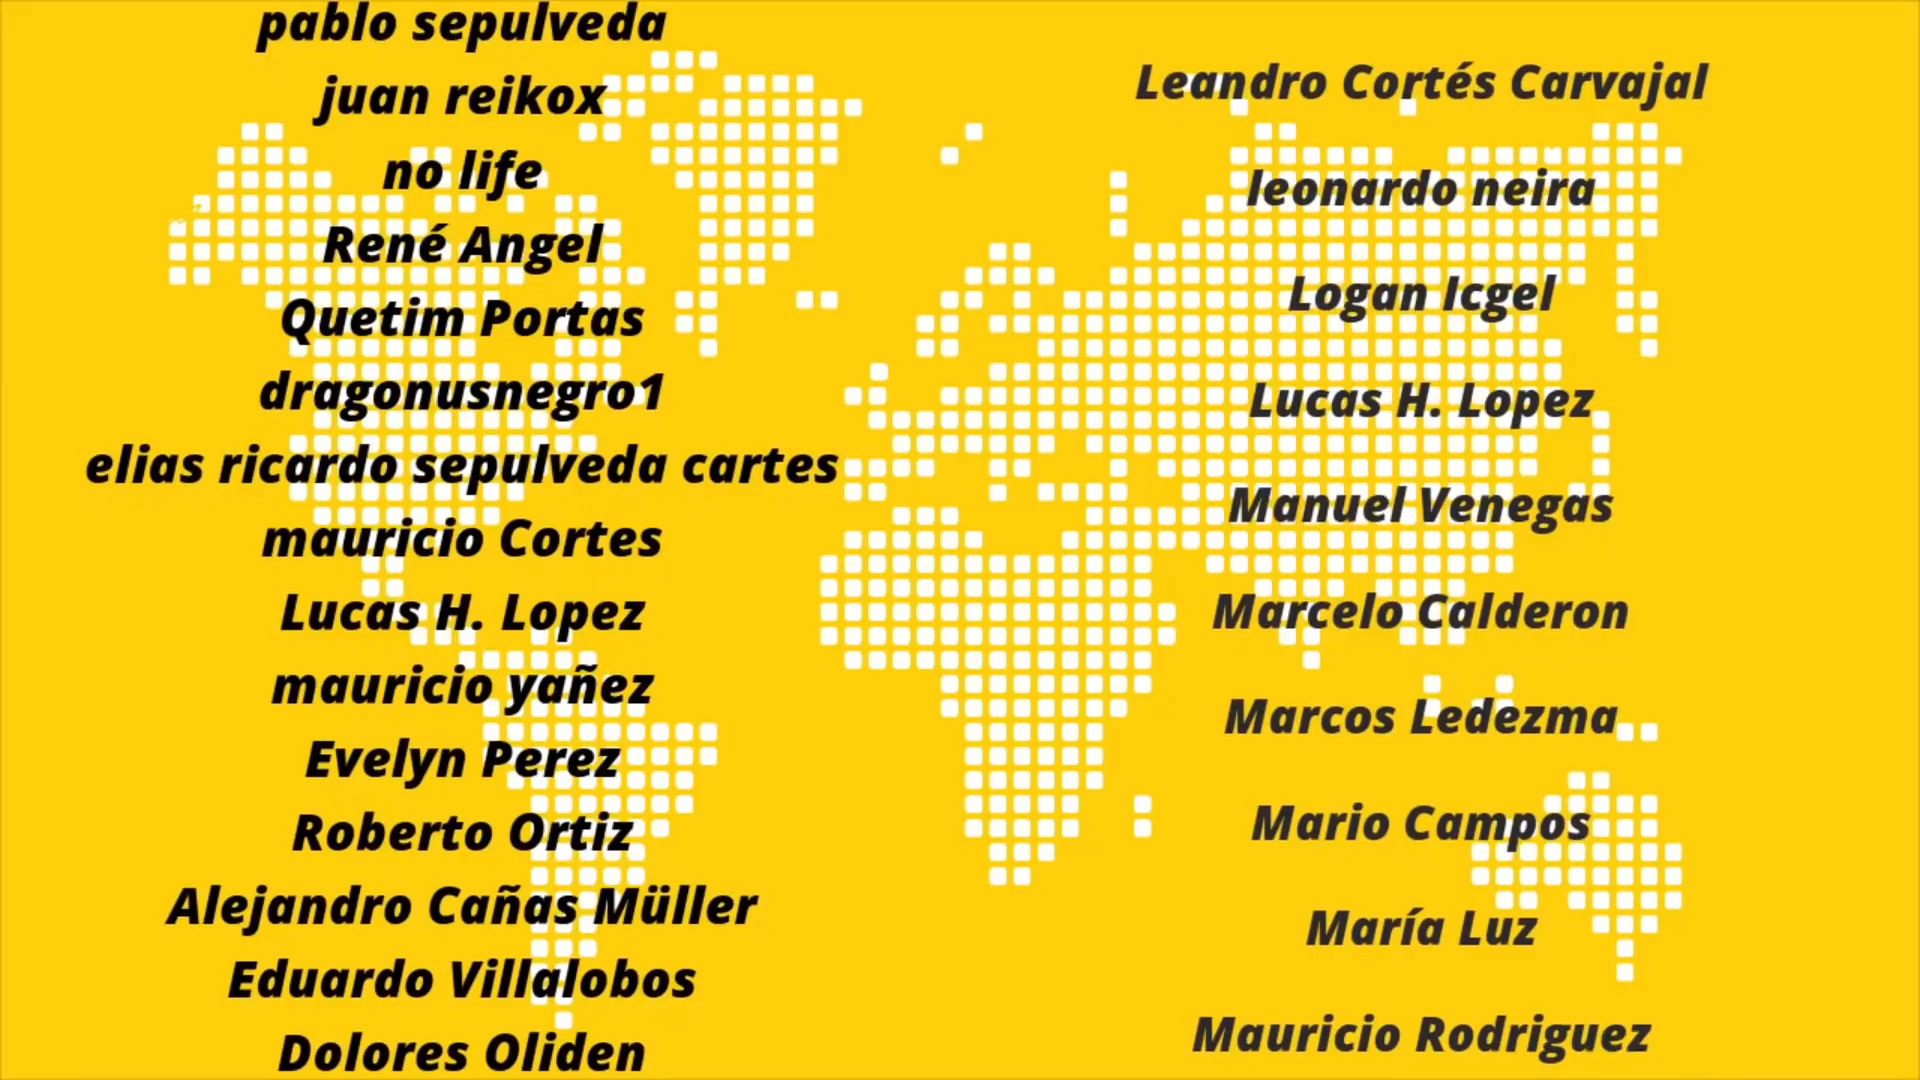 pablo sepulveda
juan reikox
no life
René Angel
Quetim Portas
dragonusnegro1
elias ricardo sepulveda cartes
mauricio Cortes
Lucas H. Lopez
mauricio yañez
Evelyn Perez
Roberto Ortiz
Alejandro Cañas Müller
Eduardo Villalobos
Dolores Oliden
Leandro Cortés Carvajal
leonardo neira
Logan Icgel
Lucas H. Lopez
Manuel Venegas
Marcelo Calderon
Marcos Ledezma
Mario Campos
María Luz
Mauricio Rodriguez